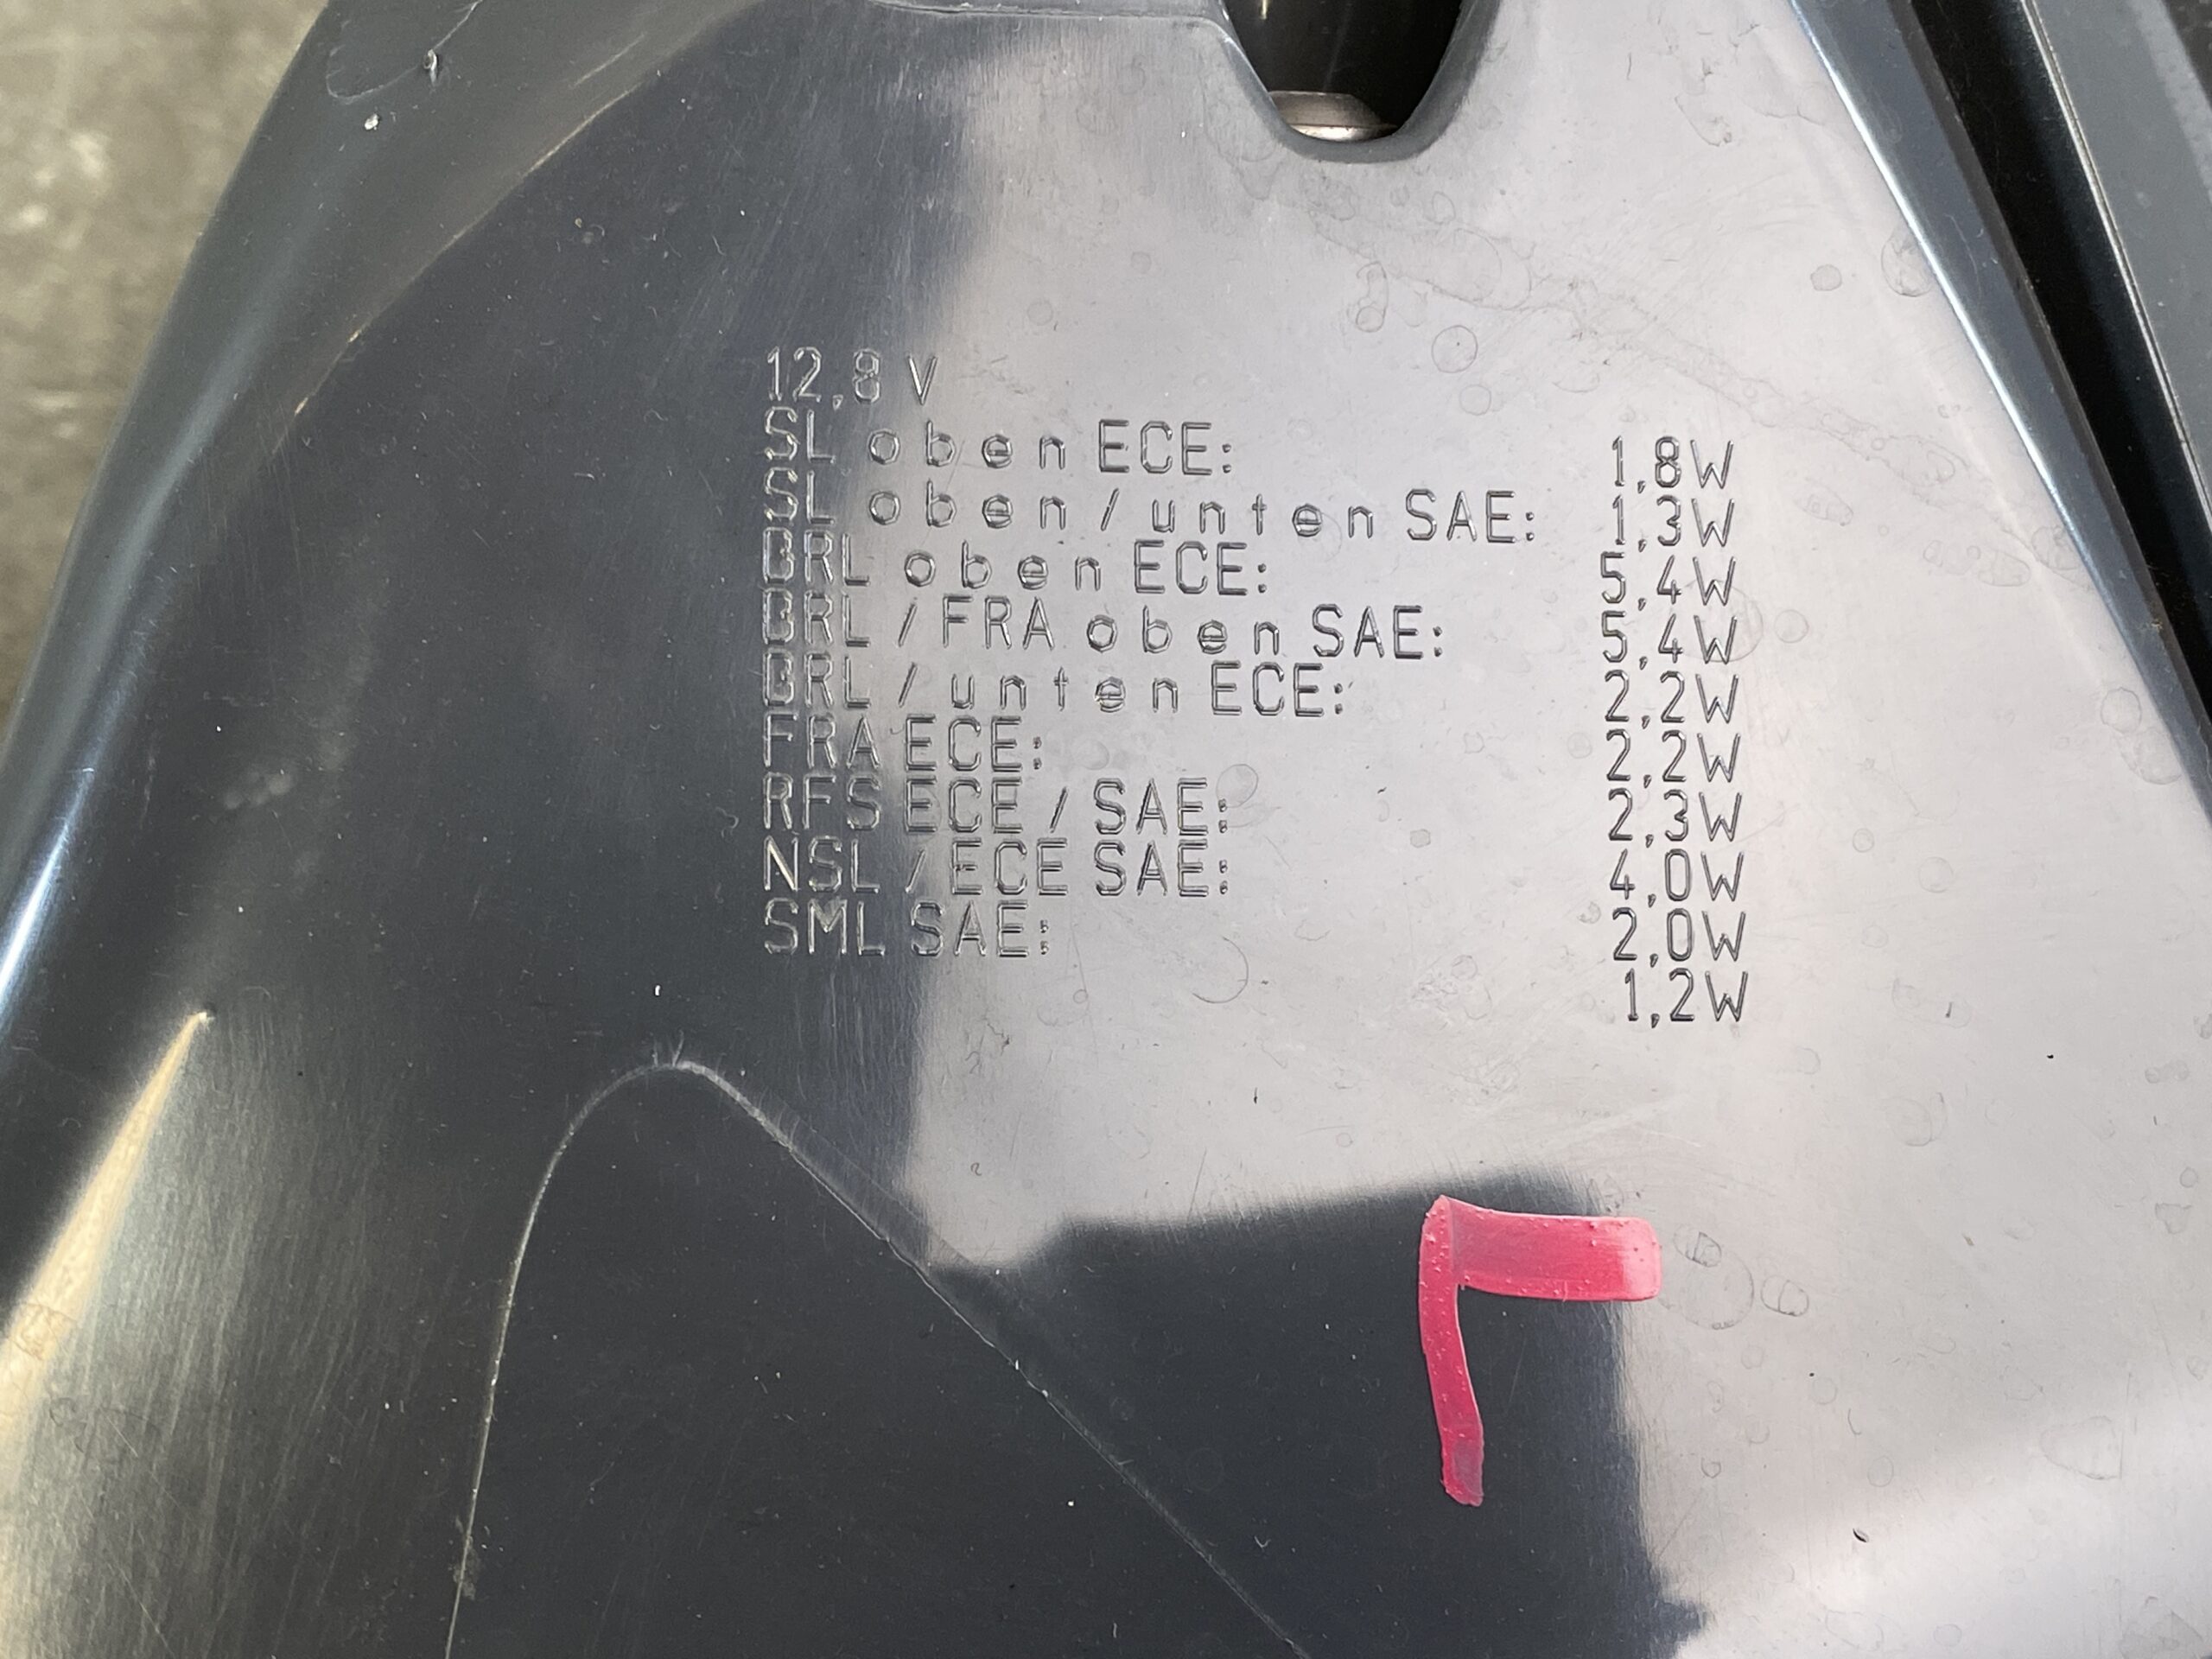 12,8 V
SL oben ECE: 1,8W
SL oben/unten SAE: 1,3W
BRL oben ECE: 5,4W
BRL/FRA oben SAE: 5,4W
BRL/unten ECE: 2,2W
FRA ECE: 2,2W
RFS ECE/SAE: 2,3W
NSL/ECE SAE: 4,0W
SML SAE: 2,0W
1,2W